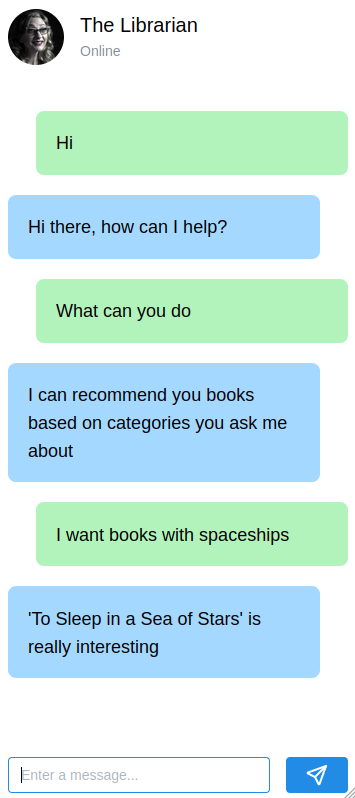 The Librarian
Online
Hi
Hi there, how can I help?
What can you do
I can recommend you books
based on categories you ask me
about
I want books with spaceships
'To Sleep in a Sea of Stars' is
really interesting
Enter a message...